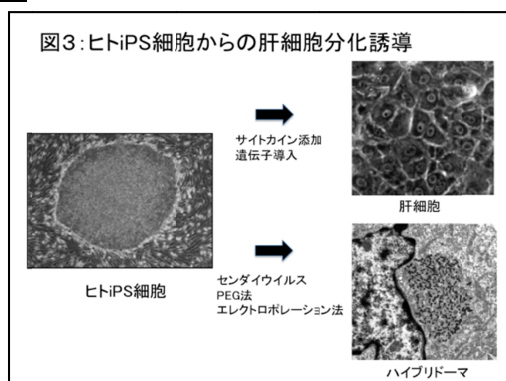 図3:ヒトiPS細胞からの肝細胞分化誘導
サイトカイン添加
遺伝子導入
肝細胞
ヒトiPS細胞
センダイウイルス
PEG法
エレクトロポレーション法
ハイブリドーマ